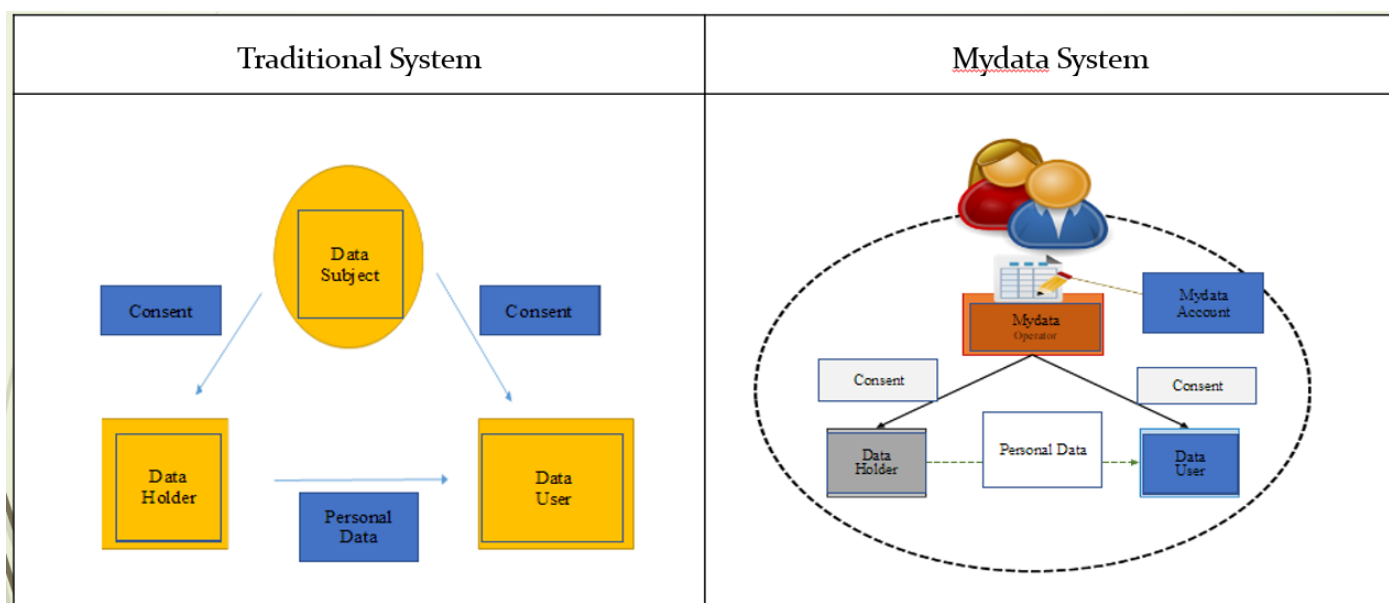 Traditional System
Mydata System
Data
Subject
Consent
Consent
Data
Holder
Data
User
Personal
Data
Mydata
Account
Mydata
Operator
Consent
Consent
Data
Holder
Personal Data
Data
User